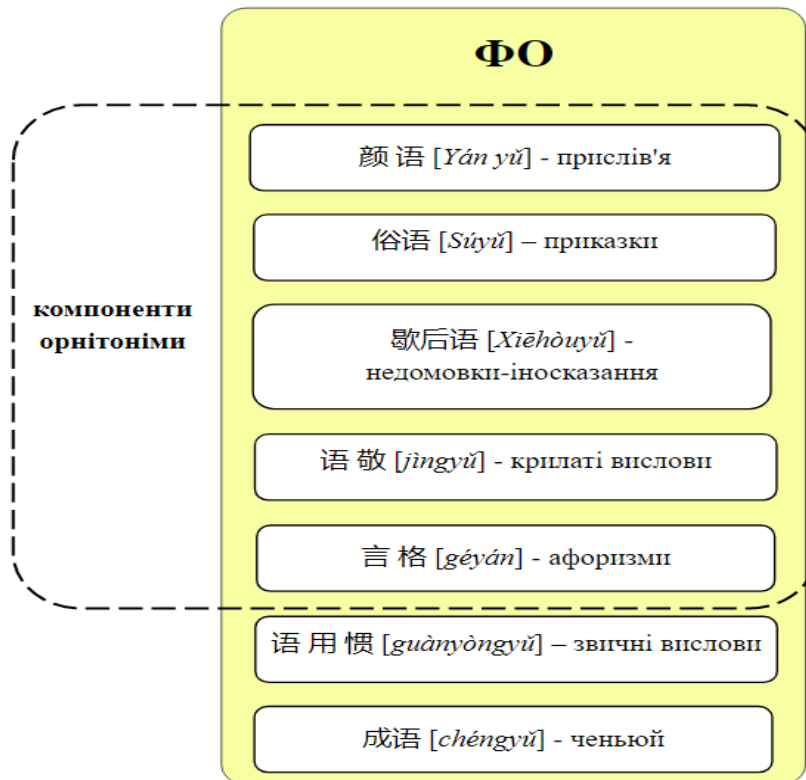 ФО
颜 语 [Yán yǔ] - прислів'я
俗语 [Súyǔ] – приказки
компоненти
орнітоніми
歇后语 [Xiēhòuyǔ] -
недомовки-іносказання
语 敬 [jìngyǔ] - крилаті вислови
言 格 [géyán] - афоризми
语 用 惯 [guànyòngyǔ] – звичні вислови
成语 [chéngyǔ] - ченьюй